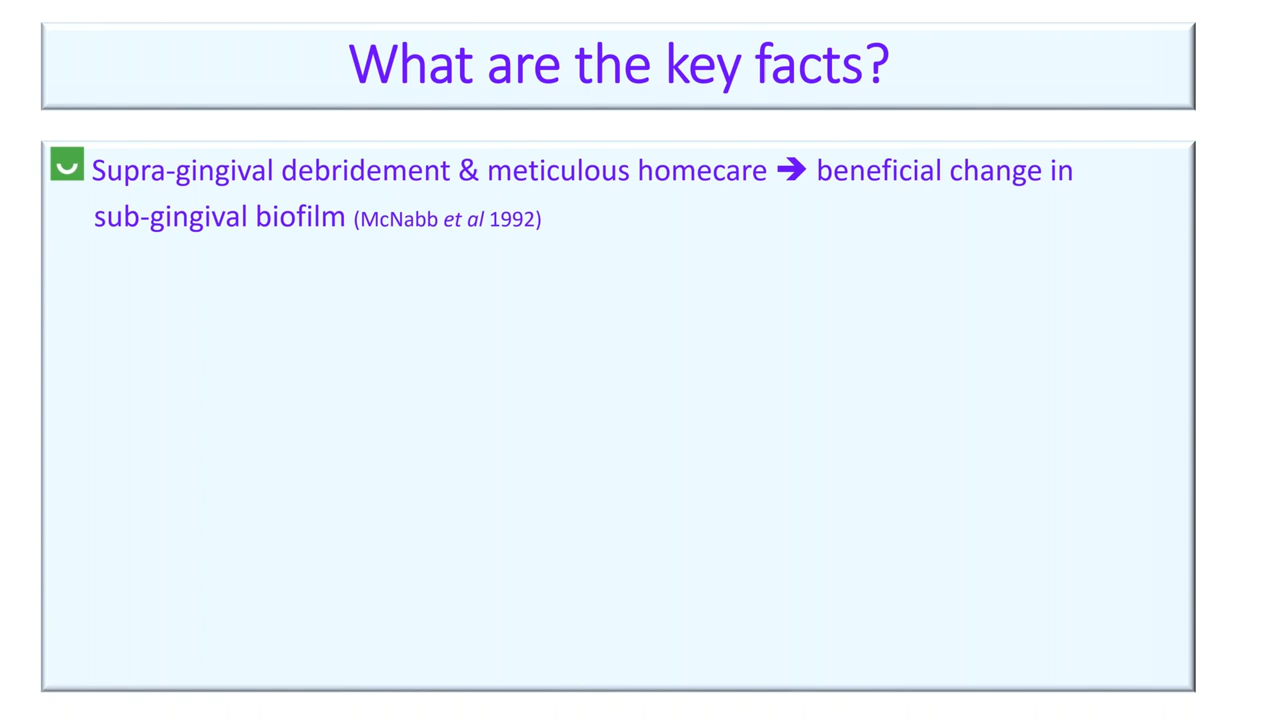 What are the key facts?
Supra-gingival debridement & meticulous homecare ➔ beneficial change in
sub-gingival biofilm (McNabb et al 1992)